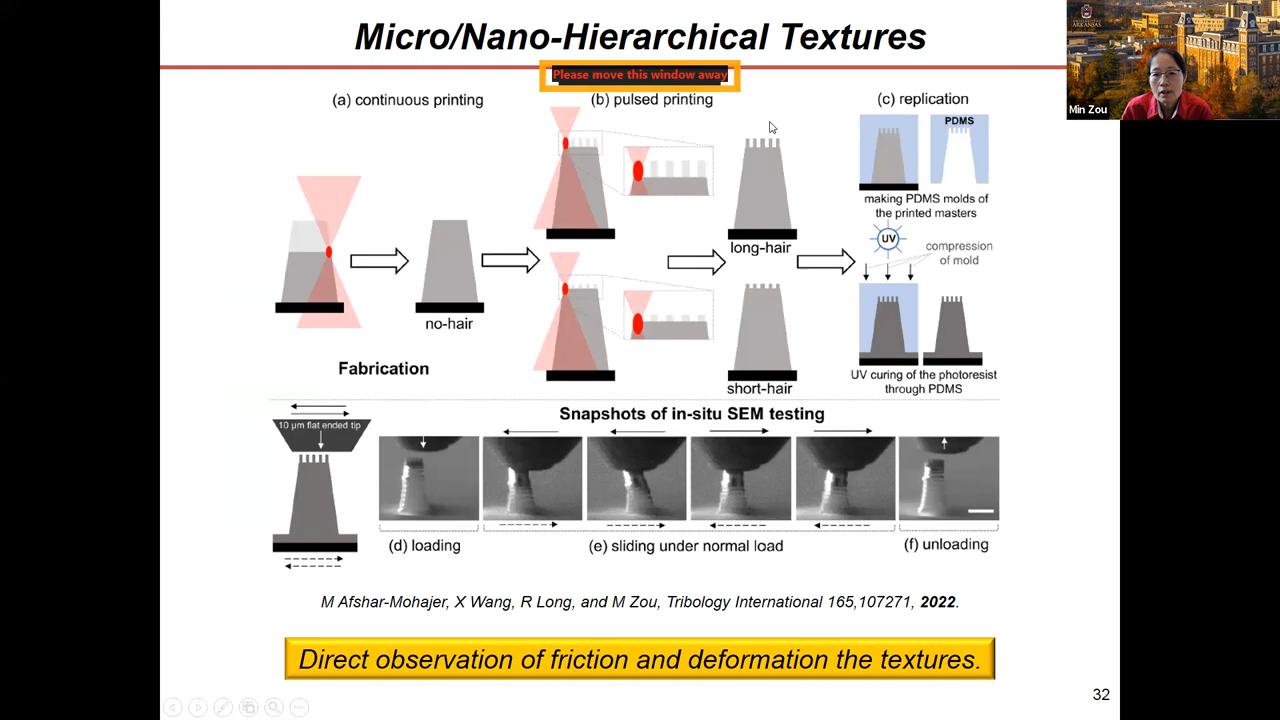 Micro/Nano-Hierarchical Textures
Please move this window away
(a) continuous printing
(b) pulsed printing
(c) replication
PDMS
making PDMS molds of
the printed masters
UV
compression
of mold
long-hair
no-hair
short-hair
UV curing of the photoresist
through PDMS
Fabrication
Snapshots of in-situ SEM testing
10 μm flat ended tip
(d) loading
(e) sliding under normal load
(f) unloading
M Afshar-Mohajer, X Wang, R Long, and M Zou, Tribology International 165,107271, 2022.
Direct observation of friction and deformation the textures.
32
ARKANSAS
Min Zou